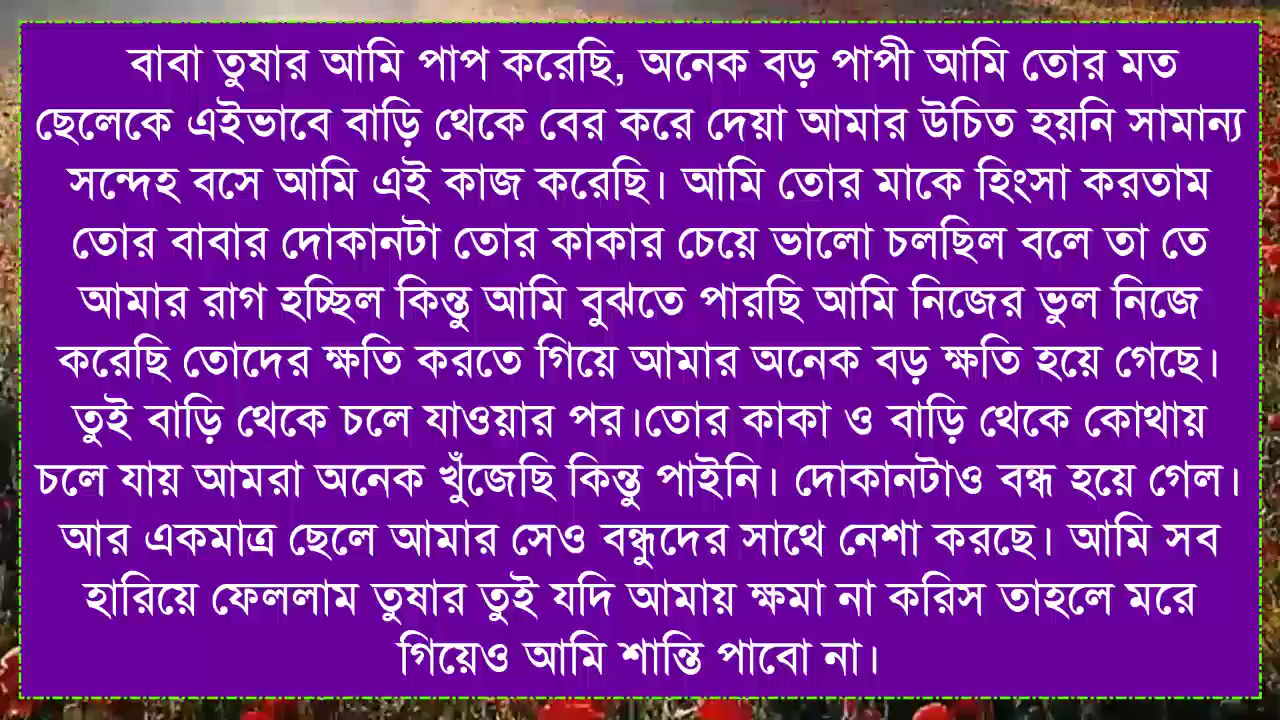 বাবা তুষার আমি পাপ করেছি, অনেক বড় পাপী আমি তোর মত
ছেলেকে এইভাবে বাড়ি থেকে বের করে দেয়া আমার উচিত হয়নি সামান্য
সন্দেহ বসে আমি এই কাজ করেছি। আমি তোর মাকে হিংসা করতাম
তোর বাবার দোকানটা তোর কাকার চেয়ে ভালো চলছিল বলে তা তে
আমার রাগ হচ্ছিল কিন্তু আমি বুঝতে পারছি আমি নিজের ভুল নিজে
করেছি তোদের ক্ষতি করতে গিয়ে আমার অনেক বড় ক্ষতি হয়ে গেছে।
তুই বাড়ি থেকে চলে যাওয়ার পর।তোর কাকা ও বাড়ি থেকে কোথায়
চলে যায় আমরা অনেক খুঁজেছি কিন্তু পাইনি। দোকানটাও বন্ধ হয়ে গেল।
আর একমাত্র ছেলে আমার সেও বন্ধুদের সাথে নেশা করছে। আমি সব
হারিয়ে ফেললাম তুষার তুই যদি আমায় ক্ষমা না করিস তাহলে মরে
গিয়েও আমি শান্তি পাবো না।